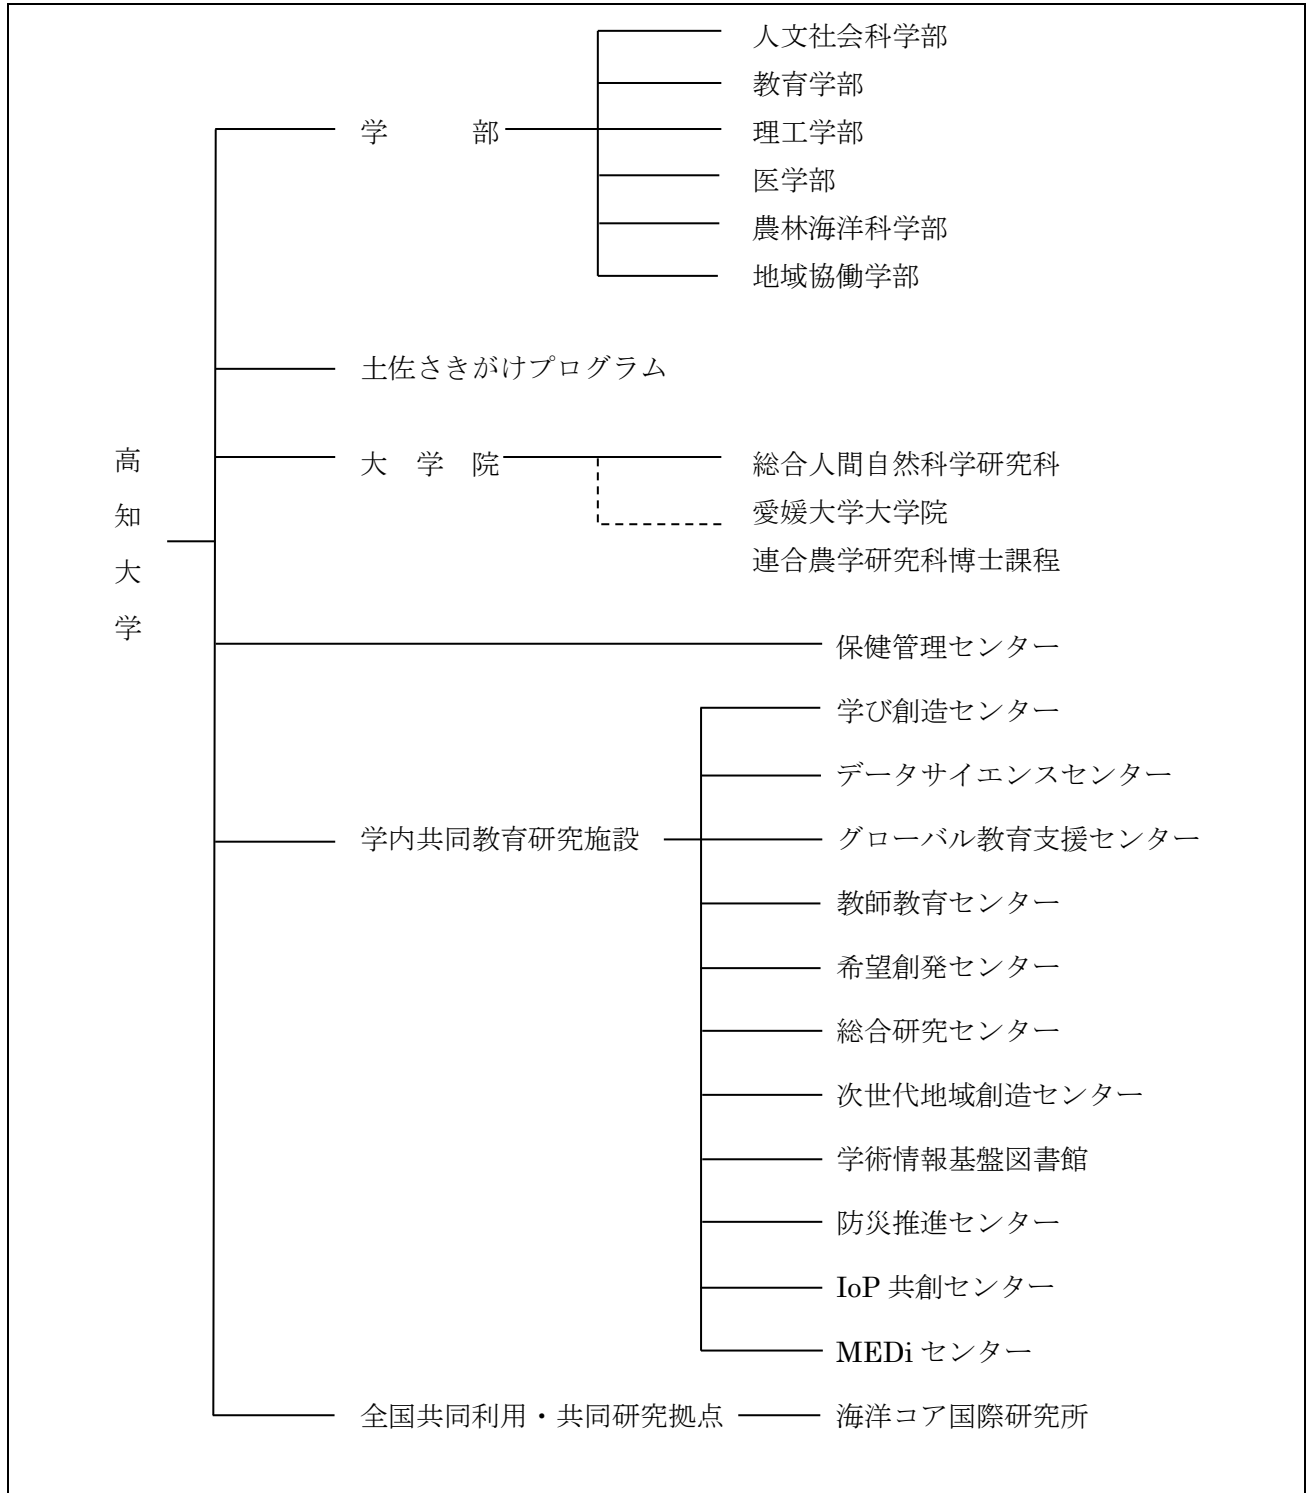 人文社会科学部
教育学部
学　　　部
理工学部
医学部
農林海洋科学部
地域協働学部
土佐さきがけプログラム
高知大学
大　学　院
総合人間自然科学研究科
愛媛大学大学院
連合農学研究科博士課程
保健管理センター
学び創造センター
データサイエンスセンター
学内共同教育研究施設
グローバル教育支援センター
教師教育センター
希望創発センター
総合研究センター
次世代地域創造センター
学術情報基盤図書館
防災推進センター
IoP 共創センター
MEDi センター
全国共同利用・共同研究拠点
海洋コア国際研究所